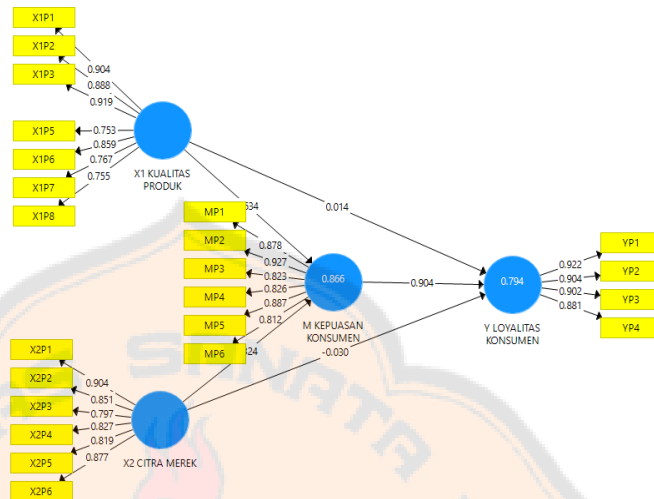 X1P1
X1P2
X1P3
X1P5
X1P6
X1P7
X1P8
0.904
0.888
0.919
0.753
0.859
0.767
0.755
X1 KUALITAS
PRODUK
0.014
MP1
MP2
MP3
MP4
MP5
MP6
0.878
0.927
0.823
0.826
0.887
0.812
0.866
M KEPUASAN
KONSUMEN
0.904
-0.030
0.794
Y LOYALITAS
KONSUMEN
0.922
0.904
0.902
0.881
YP1
YP2
YP3
YP4
X2P1
X2P2
X2P3
X2P4
X2P5
X2P6
0.904
0.851
0.797
0.827
0.819
0.877
X2 CITRA MEREK
SANATA